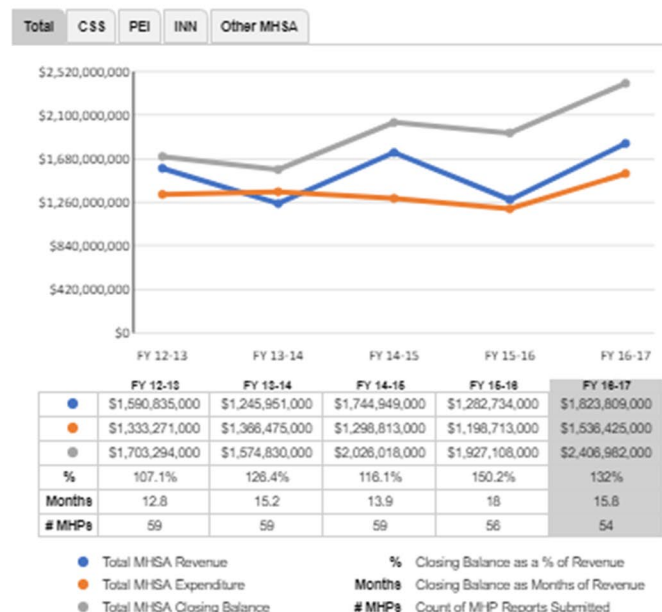 Total CSS PEI INN Other MHSA
$2,520,000,000
$2,100,000,000
$1,680,000,000
$1,260,000,000
$840,000,000
$420,000,000
$0
FY 12-13 FY 13-14 FY 14-15 FY 15-16 FY 16-17
FY 12-13 FY 13-14 FY 14-15 FY 15-16 FY 16-17
$1,590,835,000 $1,245,951,000 $1,744,949,000 $1,282,734,000 $1,823,809,000
$1,333,271,000 $1,366,475,000 $1,298,813,000 $1,198,713,000 $1,536,425,000
$1,703,294,000 $1,574,830,000 $2,026,018,000 $1,927,108,000 $2,406,982,000
% 107.1% 126.4% 116.1% 150.2% 132%
Months 12.8 15.2 13.9 18 15.8
# MHPs 59 59 59 56 54
Total MHSA Revenue % Closing Balance as a % of Revenue
Total MHSA Expenditure Months Closing Balance as Months of Revenue
Total MHSA Closing Balance # MHPs Count of MHP Reports Submitted